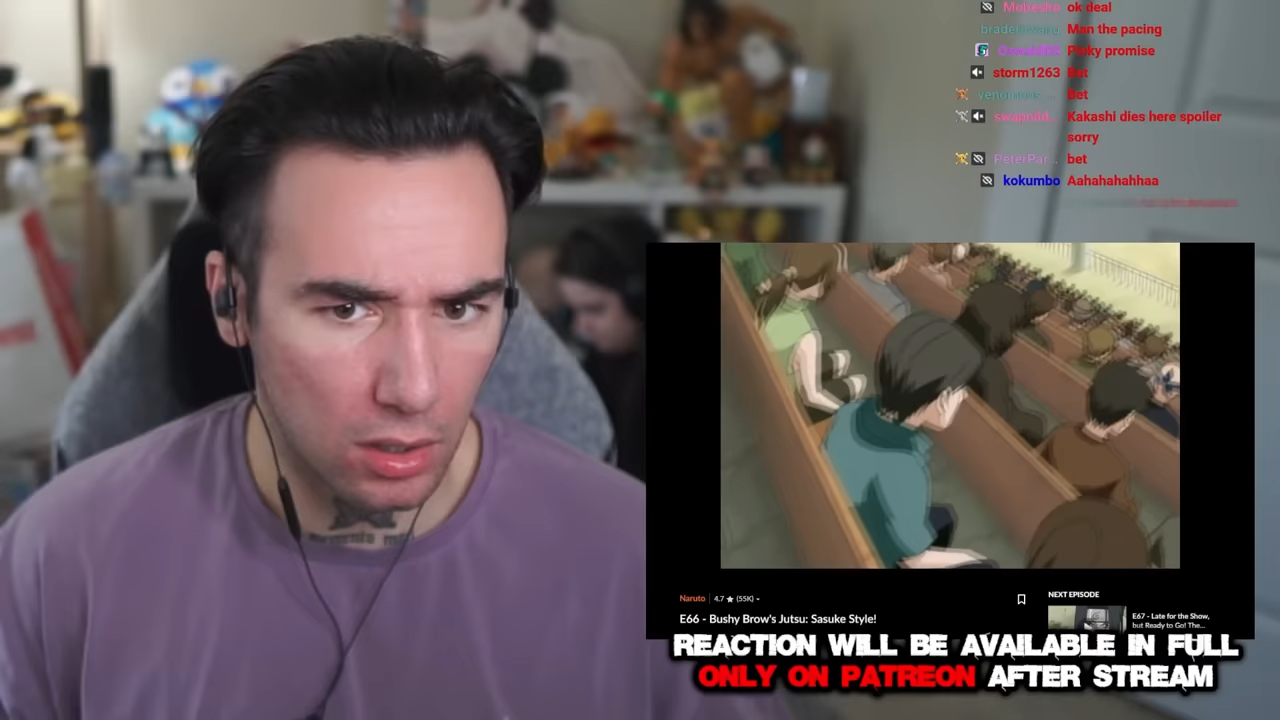 ok deal
Man the pacing
Pinky promise
storm1263 Bet
Bet
Kakashi dies here spoiler
sorry
bet
kokumbo Aahahahahhaa
Naruto 4.7 ★ (55K)
NEXT EPISODE
E66 - Bushy Brow's Jutsu: Sasuke Style!
E67 - Late for the Show,
but Ready to Go! The...
REACTION WILL BE AVAILABLE IN FULL
ONLY ON PATREON AFTER STREAM